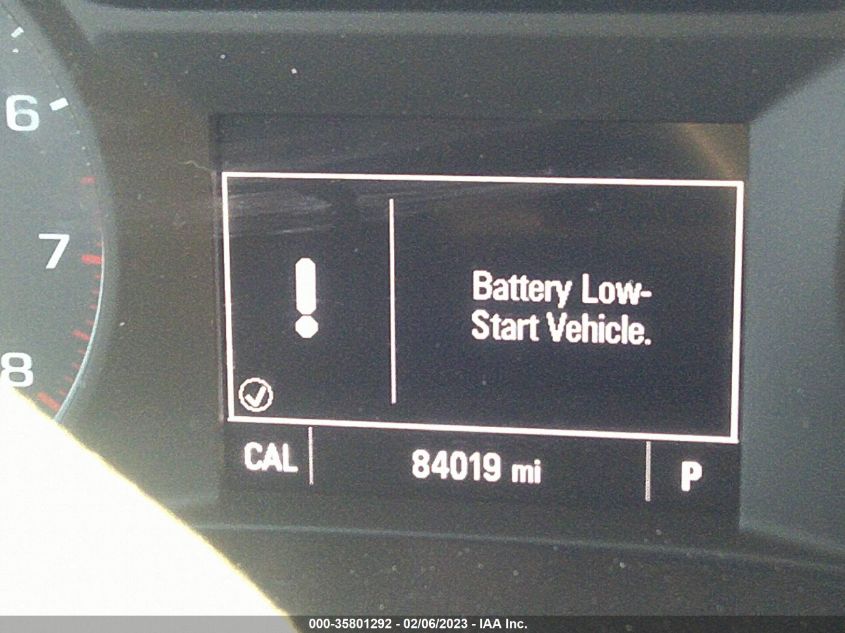 6
7
8
Battery Low-
Start Vehicle.
CAL
84019 mi
P
000-35801292 - 02/06/2023 - IAA Inc.